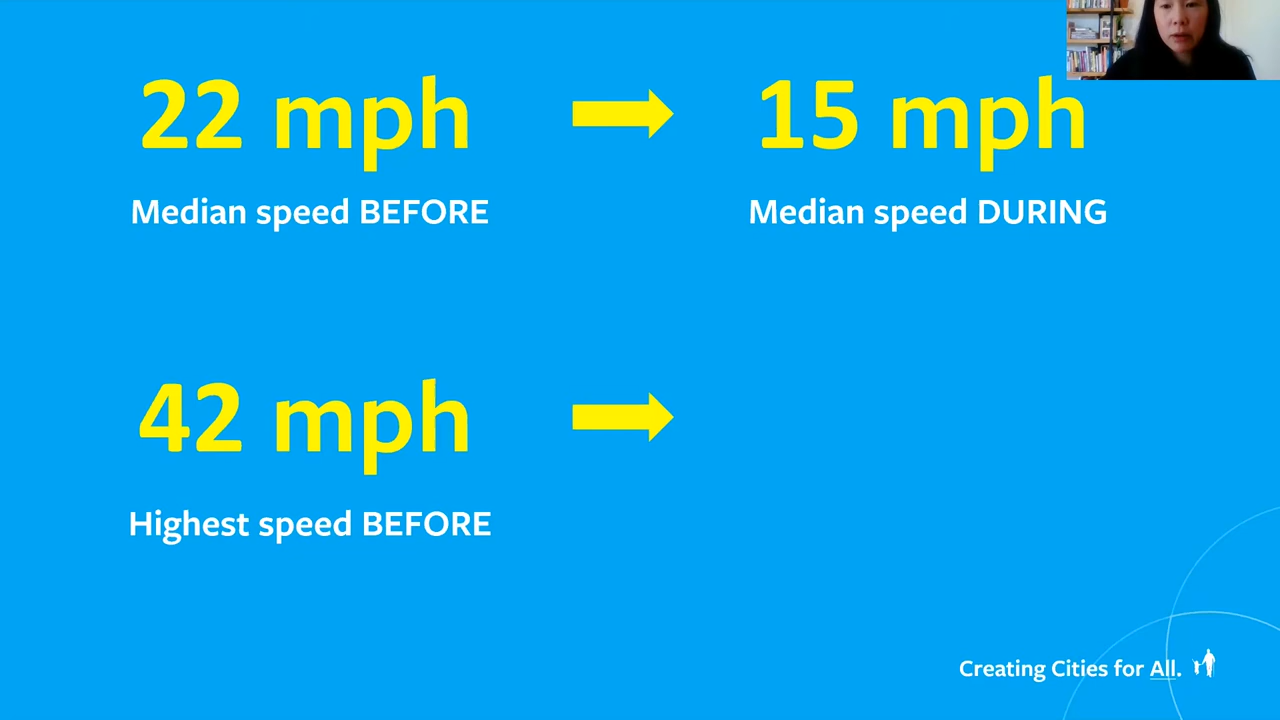 22 mph
15 mph
Median speed BEFORE
Median speed DURING
42 mph
Highest speed BEFORE
Creating Cities for All.